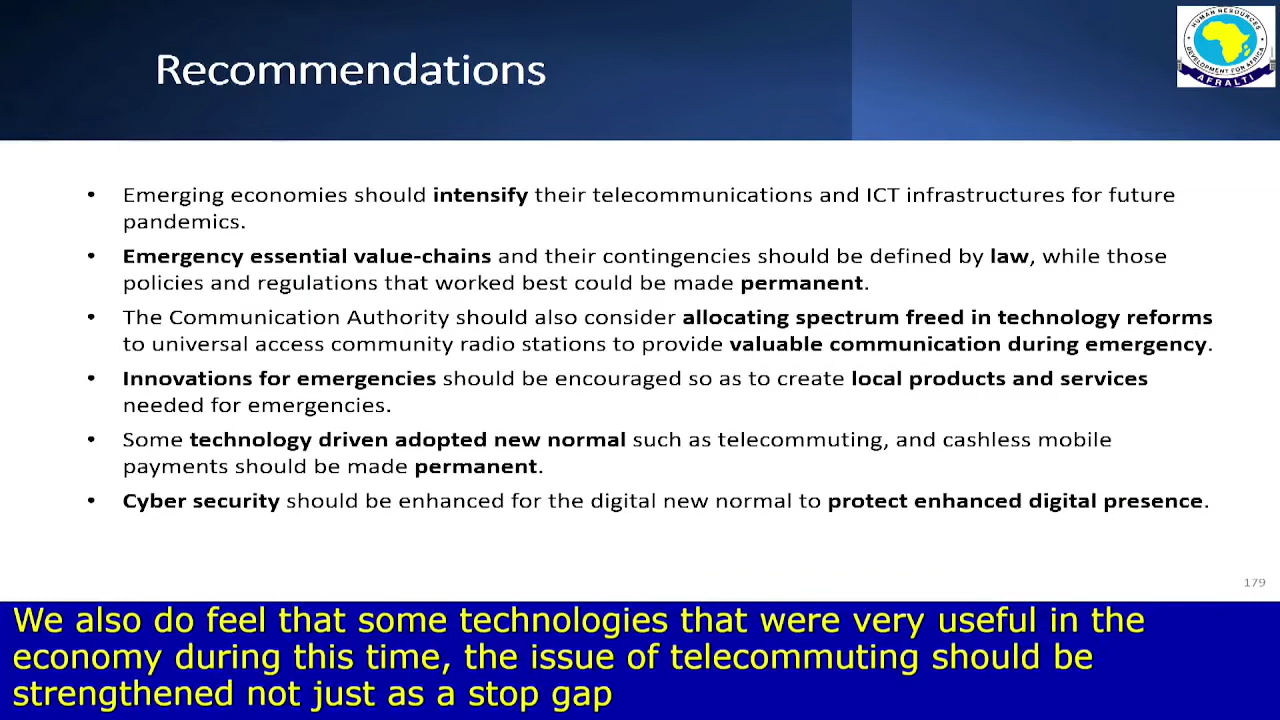 Recommendations
HUMAN RESOURCES
DEVELOPMENT FOR AFRICA
AFRALTI
• Emerging economies should intensify their telecommunications and ICT infrastructures for future
pandemics.
• Emergency essential value-chains and their contingencies should be defined by law, while those
policies and regulations that worked best could be made permanent.
• The Communication Authority should also consider allocating spectrum freed in technology reforms
to universal access community radio stations to provide valuable communication during emergency.
• Innovations for emergencies should be encouraged so as to create local products and services
needed for emergencies.
• Some technology driven adopted new normal such as telecommuting, and cashless mobile
payments should be made permanent.
• Cyber security should be enhanced for the digital new normal to protect enhanced digital presence.
179
We also do feel that some technologies that were very useful in the
economy during this time, the issue of telecommuting should be
strengthened not just as a stop gap